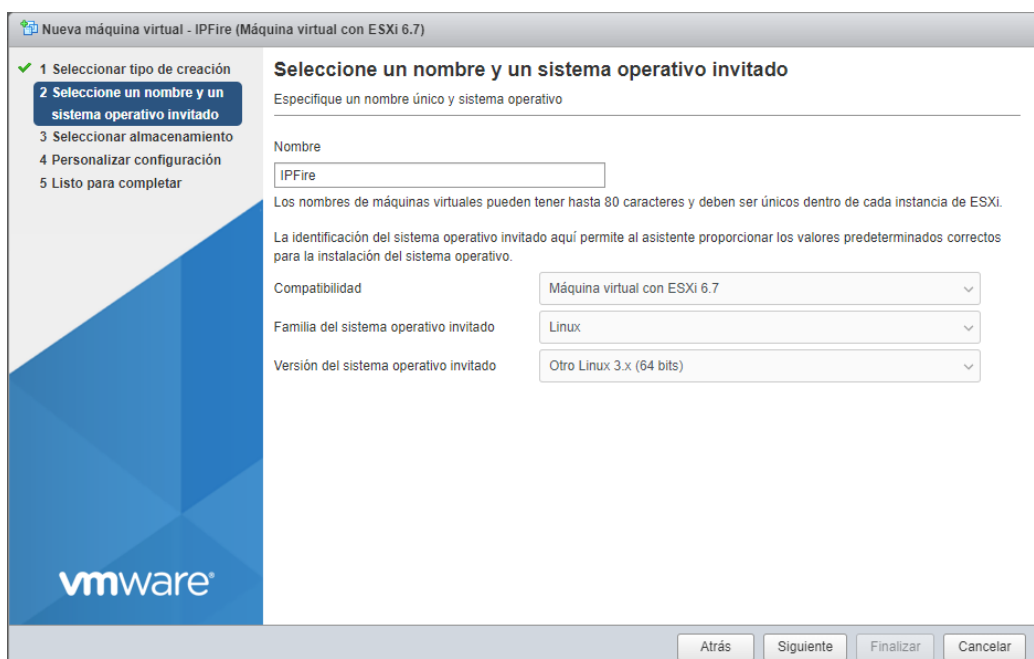 Nueva máquina virtual - IPFire (Máquina virtual con ESXi 6.7)
1 Seleccionar tipo de creación
2 Seleccione un nombre y un
sistema operativo invitado
3 Seleccionar almacenamiento
4 Personalizar configuración
5 Listo para completar
Seleccione un nombre y un sistema operativo invitado
Especifique un nombre único y sistema operativo
Nombre
IPFire
Los nombres de máquinas virtuales pueden tener hasta 80 caracteres y deben ser únicos dentro de cada instancia de ESXi.
La identificación del sistema operativo invitado aquí permite al asistente proporcionar los valores predeterminados correctos
para la instalación del sistema operativo.
Compatibilidad Máquina virtual con ESXi 6.7
Familia del sistema operativo invitado Linux
Versión del sistema operativo invitado Otro Linux 3.x (64 bits)
vmware®
Atrás Siguiente Finalizar Cancelar